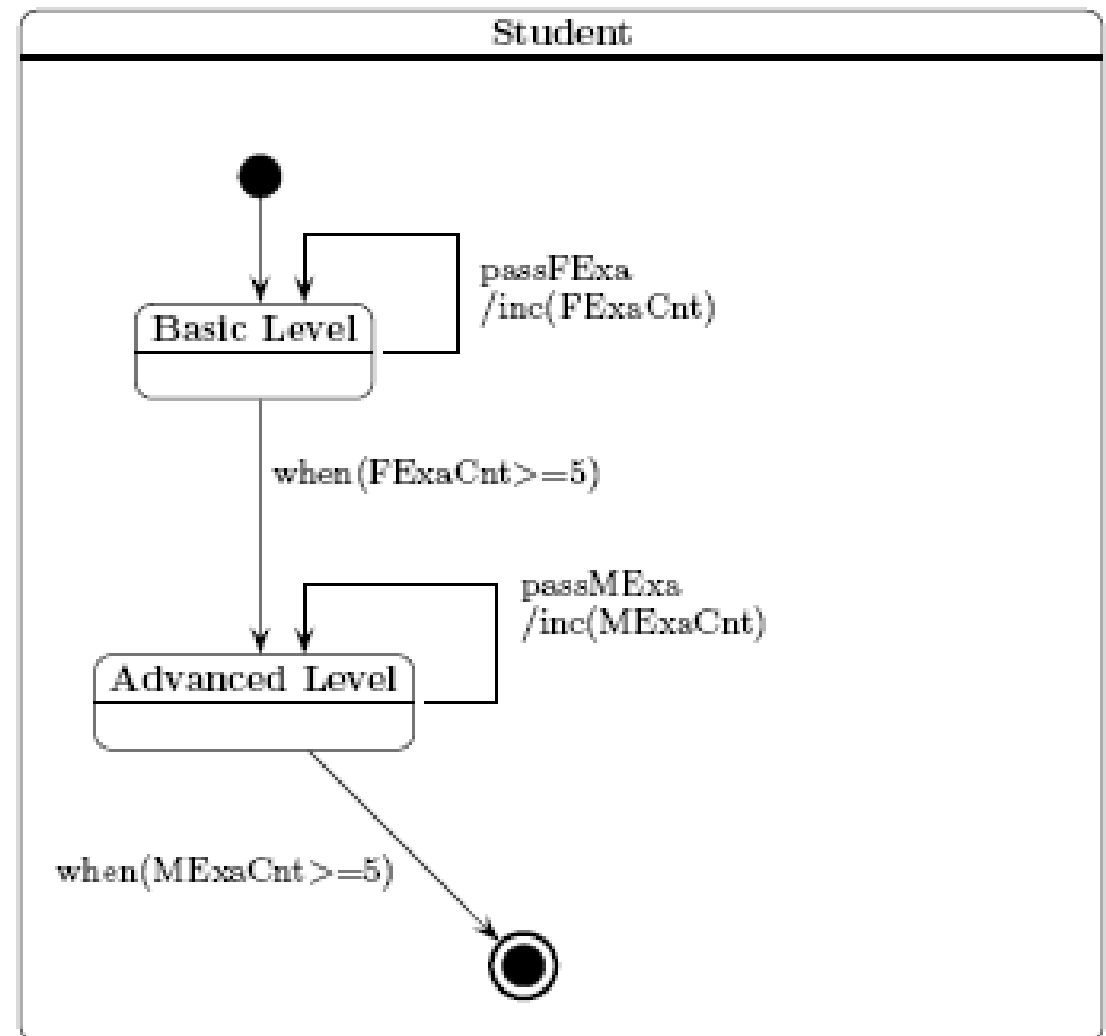 Student
passFExa
/inc(FExaCnt)
Basic Level
when(FExaCnt>=5)
passMExa
/inc(MExaCnt)
Advanced Level
when(MExaCnt>=5)